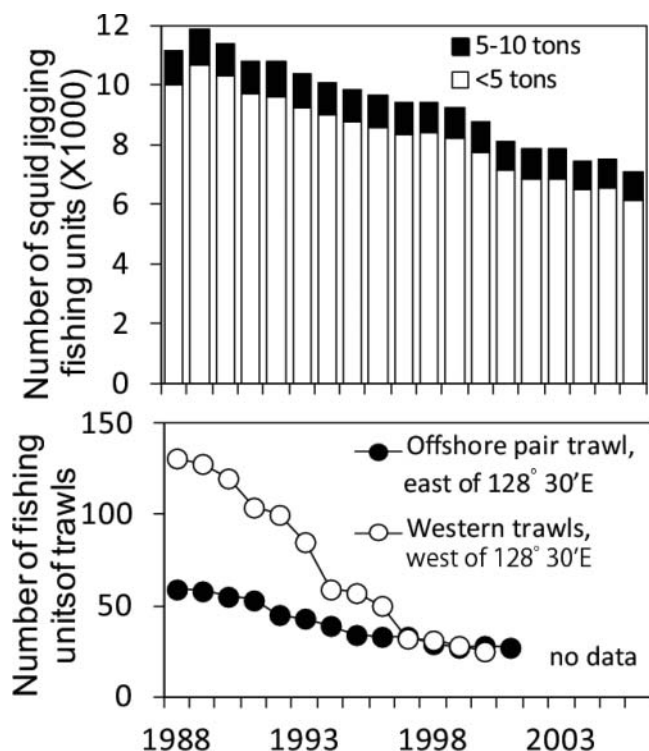 Number of squid jigging
fishing units (X1000)
12
10
8
6
4
2
0
5-10 tons
<5 tons
Number of fishing
unitsof trawls
150
100
50
0
Offshore pair trawl,
east of 128° 30'E
Western trawls,
west of 128° 30'E
no data
1988 1993 1998 2003